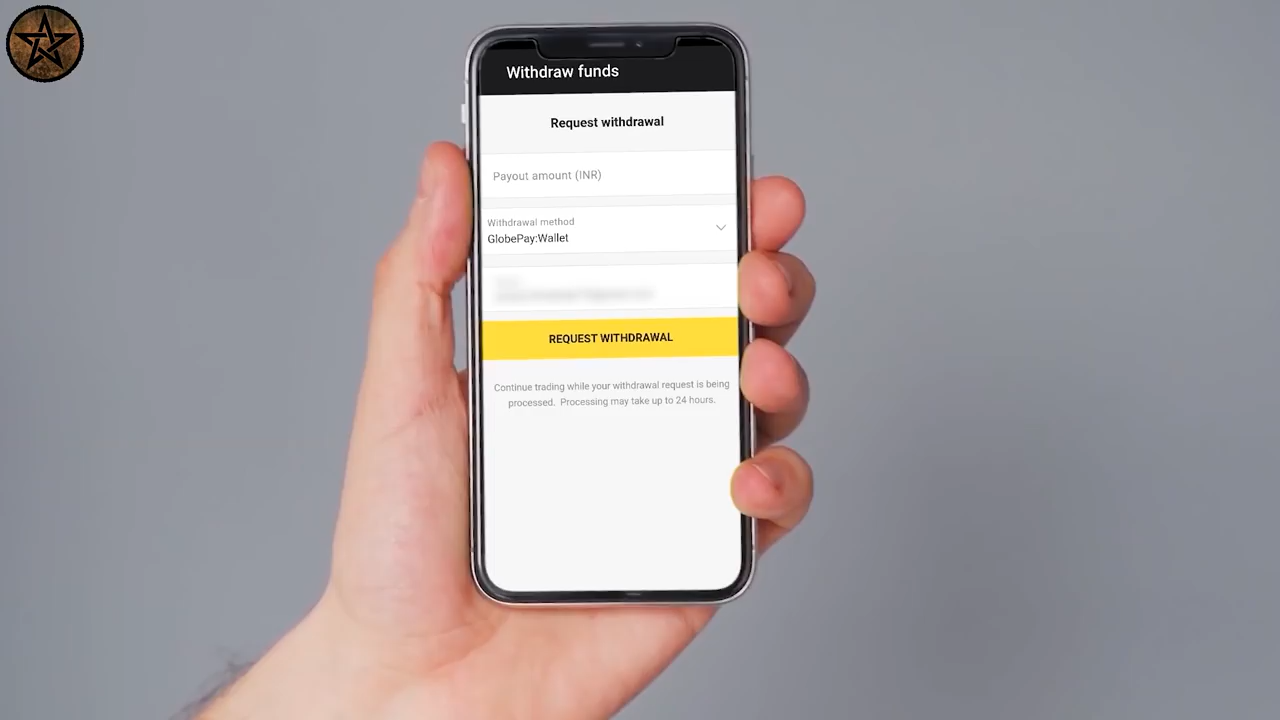 Withdraw funds
Request withdrawal
Payout amount (INR)
Withdrawal method
GlobePay:Wallet
REQUEST WITHDRAWAL
Continue trading while your withdrawal request is being
processed. Processing may take up to 24 hours.